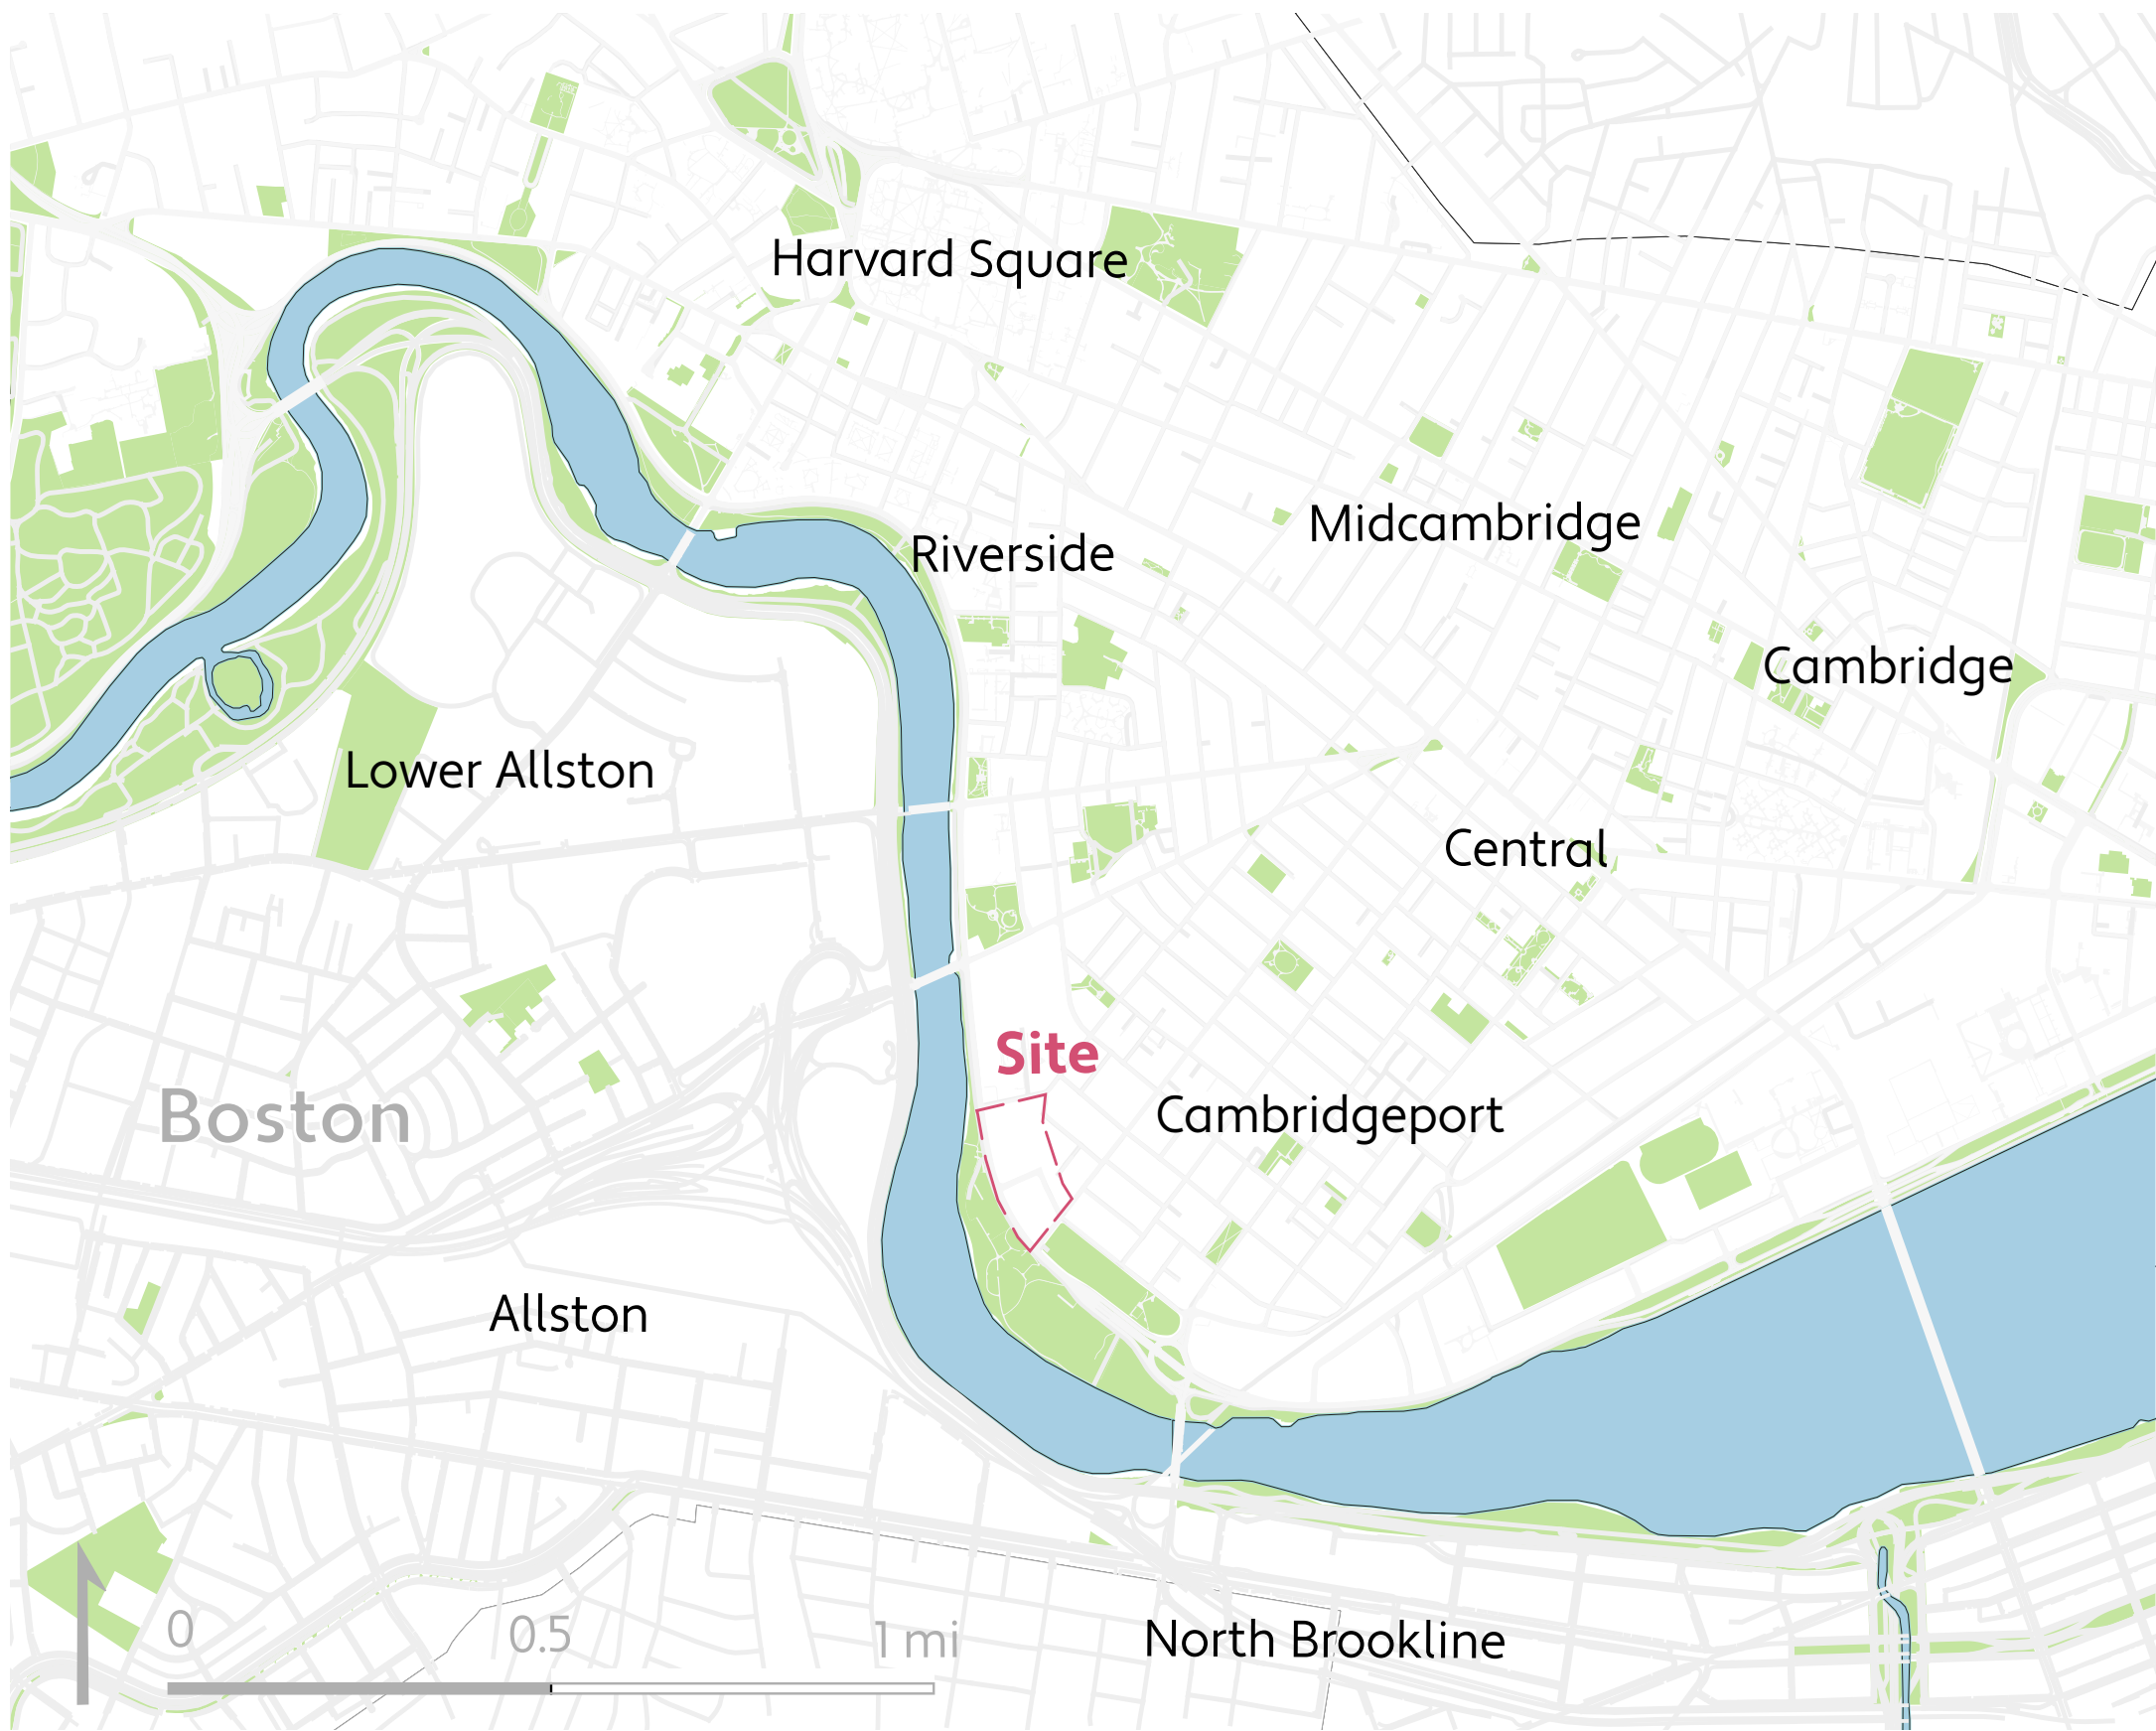 Harvard Square
Midcambridge
Riverside
Cambridge
Lower Allston
Central
Site
Boston
Cambridgeport
Allston
0
0.5
1 mi
North Brookline